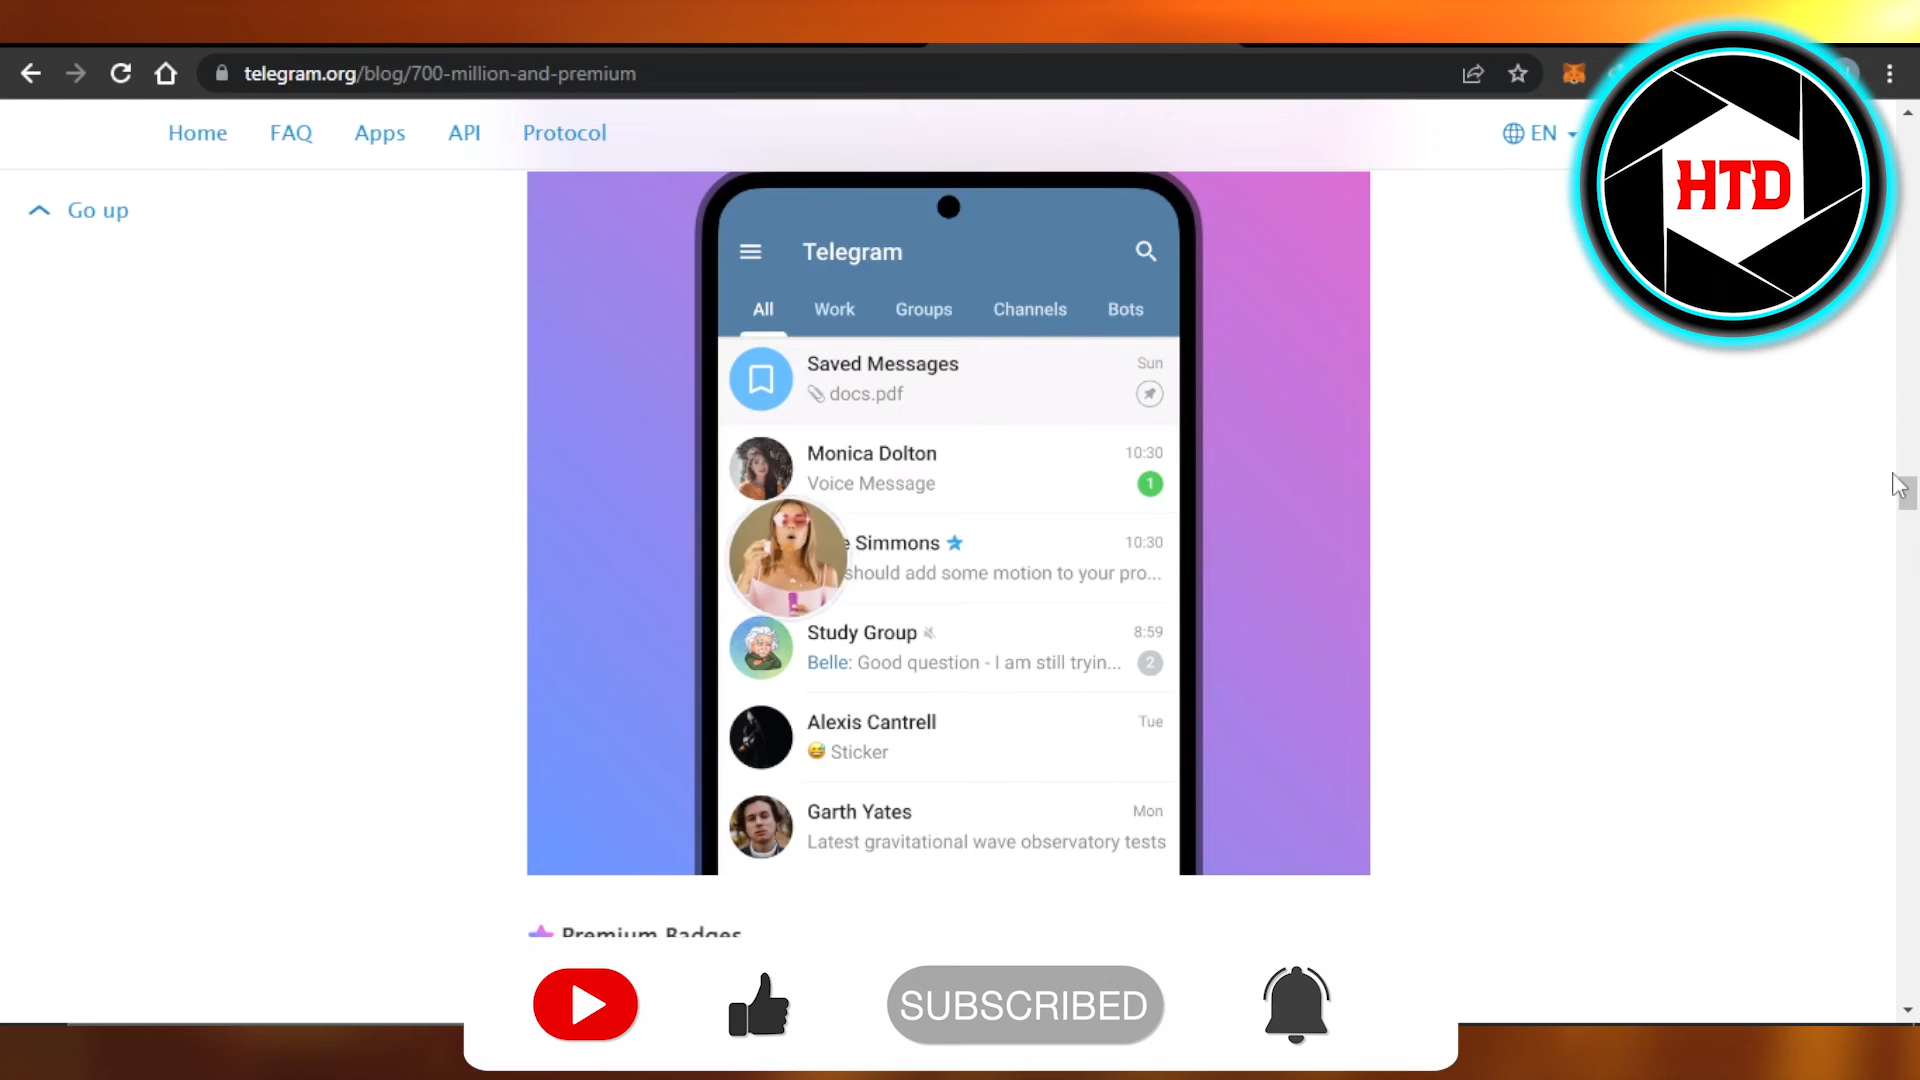 telegram.org/blog/700-million-and-premium
Home FAQ Apps API Protocol
EN
HTD
Go up
Telegram
All Work Groups Channels Bots
Saved Messages Sun
docs.pdf
Monica Dolton 10:30
Voice Message 1
Simmons 10:30
should add some motion to your pro...
Study Group 8:59
Belle: Good question - I am still tryin... 2
Alexis Cantrell Tue
Sticker
Garth Yates Mon
Latest gravitational wave observatory tests
Premium Badges
SUBSCRIBED